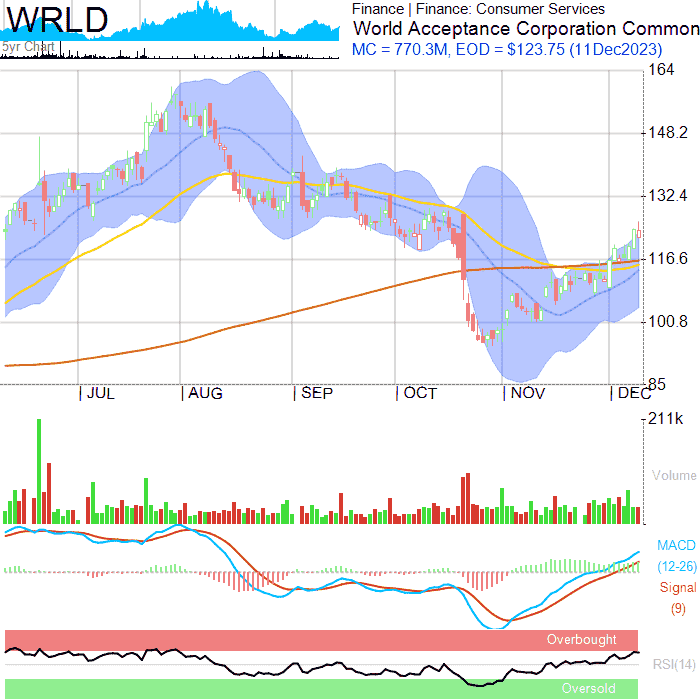 WRLD
5yr Chart
Finance | Finance: Consumer Services
World Acceptance Corporation Common
MC = 770.3M, EOD = $123.75 (11Dec2023)
164
148.2
132.4
116.6
100.8
85
JUL
AUG
SEP
OCT
NOV
DEC
211k
Volume
MACD
(12-26)
Signal
(9)
Overbought
RSI(14)
Oversold